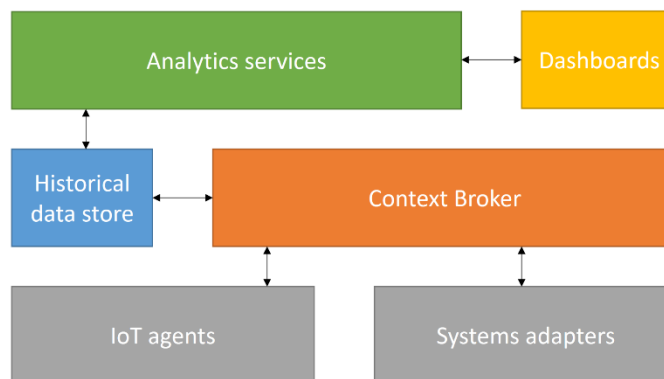 Analytics services
Dashboards
Historical
data store
Context Broker
IoT agents
Systems adapters